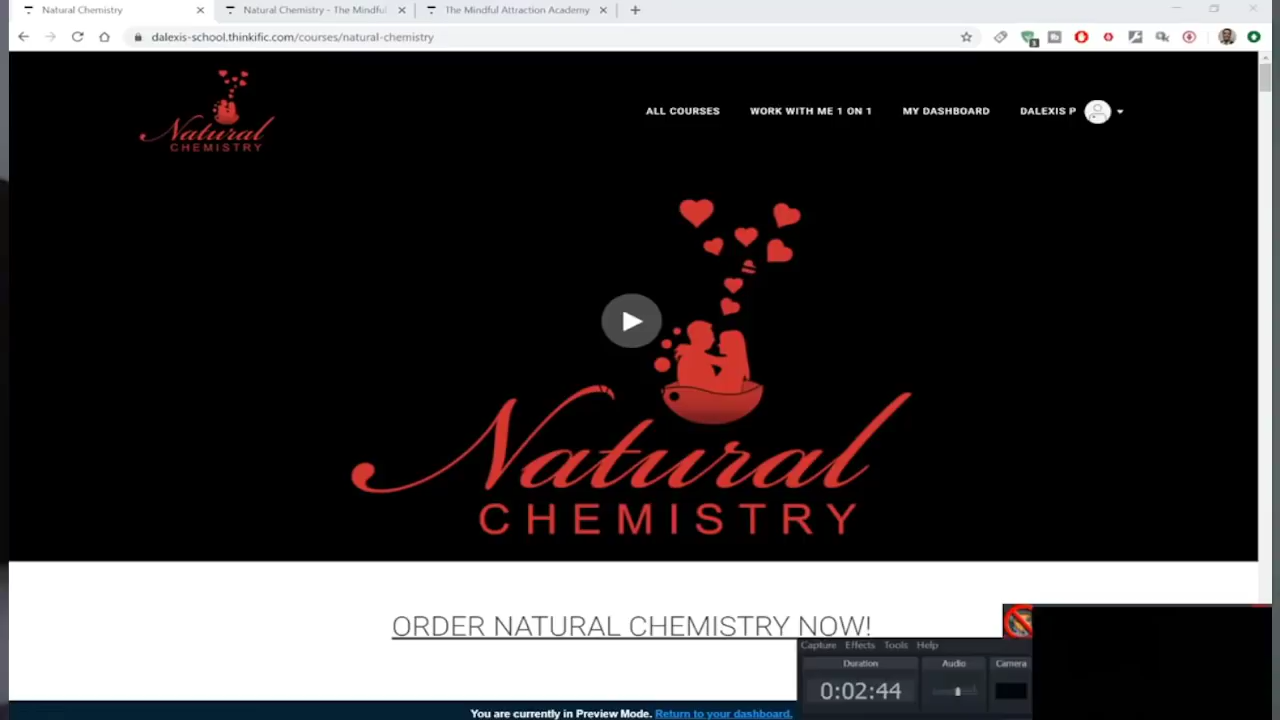 Natural Chemistry
Natural Chemistry - The Mindful
The Mindful Attraction Academy
dalexis-school.thinkific.com/courses/natural-chemistry
Natural
CHEMISTRY
ALL COURSES
WORK WITH ME 1 ON 1
MY DASHBOARD
DALEXIS P
Natural
CHEMISTRY
ORDER NATURAL CHEMISTRY NOW!
Capture Effects Tools Help
Duration Audio Camera
0:02:44
You are currently in Preview Mode. Return to your dashboard.